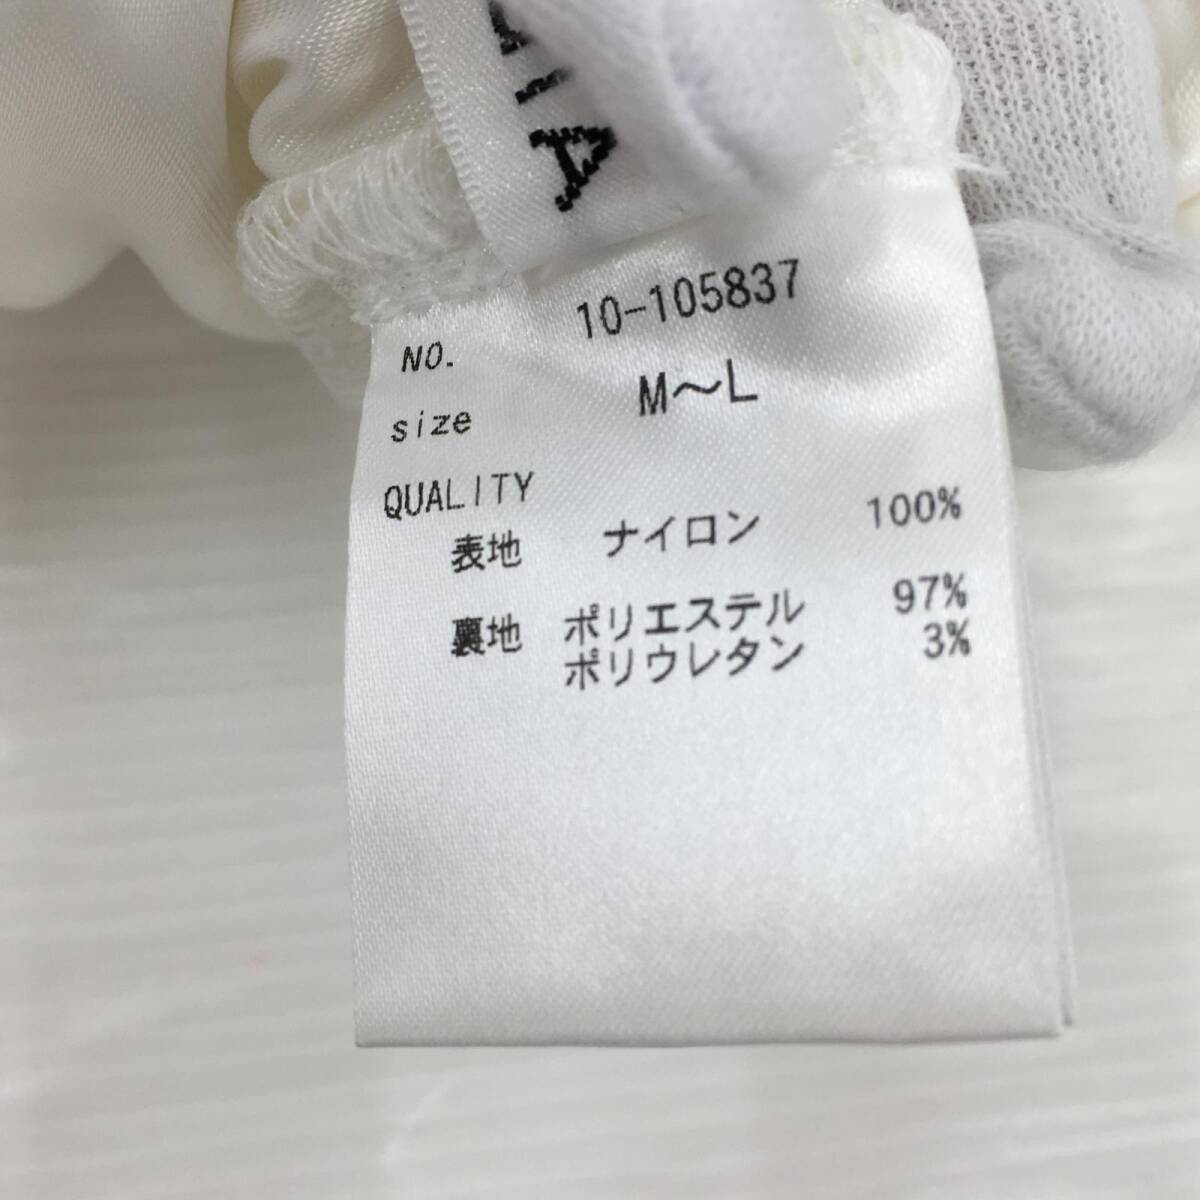 NO. 10-105837
size M～L
QUALITY
表地 ナイロン 100%
裏地 ポリエステル 97%
ポリウレタン 3%